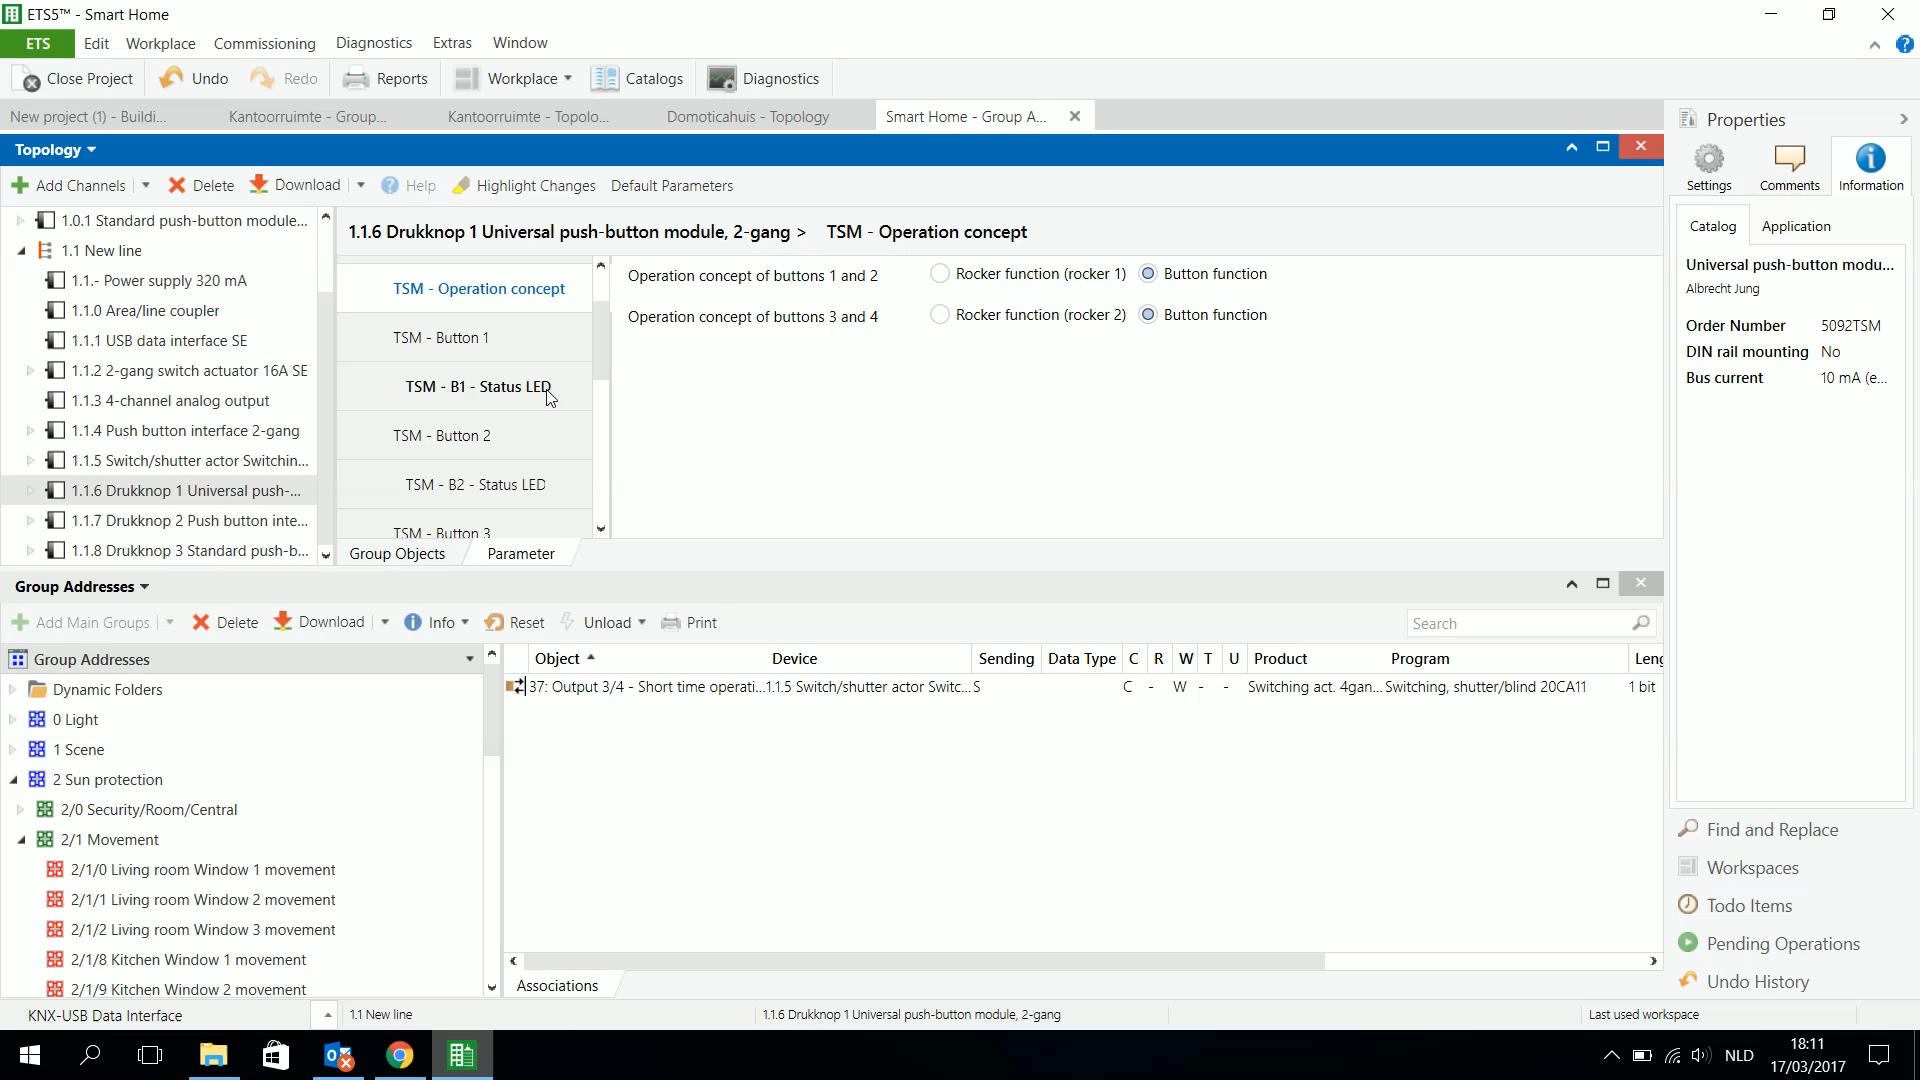 ETS5™ - Smart Home
ETS Edit Workplace Commissioning Diagnostics Extras Window
Close Project Undo Redo Reports Workplace Catalogs Diagnostics
New project (1) - Buildi... Kantoorruimte - Group... Kantoorruimte - Topolo... Domoticahuis - Topology Smart Home - Group A...
Topology
Add Channels Delete Download Help Highlight Changes Default Parameters
1.0.1 Standard push-button module...
1.1 New line
1.1.- Power supply 320 mA
1.1.0 Area/line coupler
1.1.1 USB data interface SE
1.1.2 2-gang switch actuator 16A SE
1.1.3 4-channel analog output
1.1.4 Push button interface 2-gang
1.1.5 Switch/shutter actor Switchin...
1.1.6 Drukknop 1 Universal push-...
1.1.7 Drukknop 2 Push button inte...
1.1.8 Drukknop 3 Standard push-b...
1.1.6 Drukknop 1 Universal push-button module, 2-gang > TSM - Operation concept
TSM - Operation concept
TSM - Button 1
TSM - B1 - Status LED
TSM - Button 2
TSM - B2 - Status LED
TSM - Button 3
Operation concept of buttons 1 and 2 Rocker function (rocker 1) Button function
Operation concept of buttons 3 and 4 Rocker function (rocker 2) Button function
Group Objects Parameter
Group Addresses
Add Main Groups Delete Download Info Reset Unload Print Search
Group Addresses
Dynamic Folders
0 Light
1 Scene
2 Sun protection
2/0 Security/Room/Central
2/1 Movement
2/1/0 Living room Window 1 movement
2/1/1 Living room Window 2 movement
2/1/2 Living room Window 3 movement
2/1/8 Kitchen Window 1 movement
2/1/9 Kitchen Window 2 movement
Object Device Sending Data Type C R W T U Product Program Leng
37: Output 3/4 - Short time operati...1.1.5 Switch/shutter actor Switc...S C - W - - Switching act. 4gan...Switching, shutter/blind 20CA11 1 bit
Associations
Properties
Settings Comments Information
Catalog Application
Universal push-button modu...
Albrecht Jung
Order Number 5092TSM
DIN rail mounting No
Bus current 10 mA (e...
Find and Replace
Workspaces
Todo Items
Pending Operations
Undo History
KNX-USB Data Interface 1.1 New line 1.1.6 Drukknop 1 Universal push-button module, 2-gang Last used workspace
NLD 18:11
17/03/2017